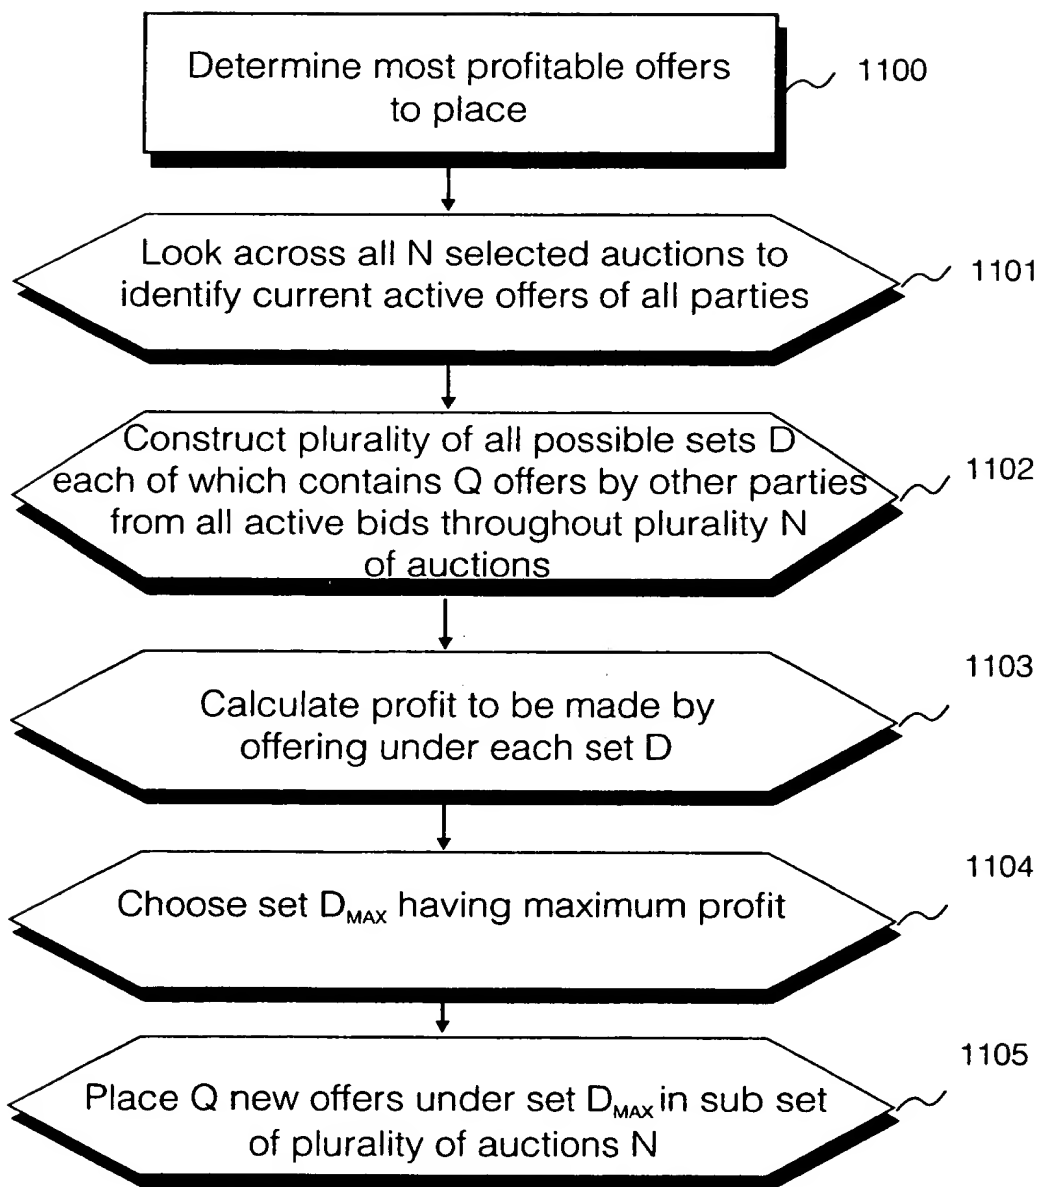 Determine most profitable offers
to place
1100
Look across all N selected auctions to
identify current active offers of all parties
1101
Construct plurality of all possible sets D
each of which contains Q offers by other parties
from all active bids throughout plurality N
of auctions
1102
Calculate profit to be made by
offering under each set D
1103
Choose set DMAX having maximum profit
1104
Place Q new offers under set DMAX in sub set
of plurality of auctions N
1105